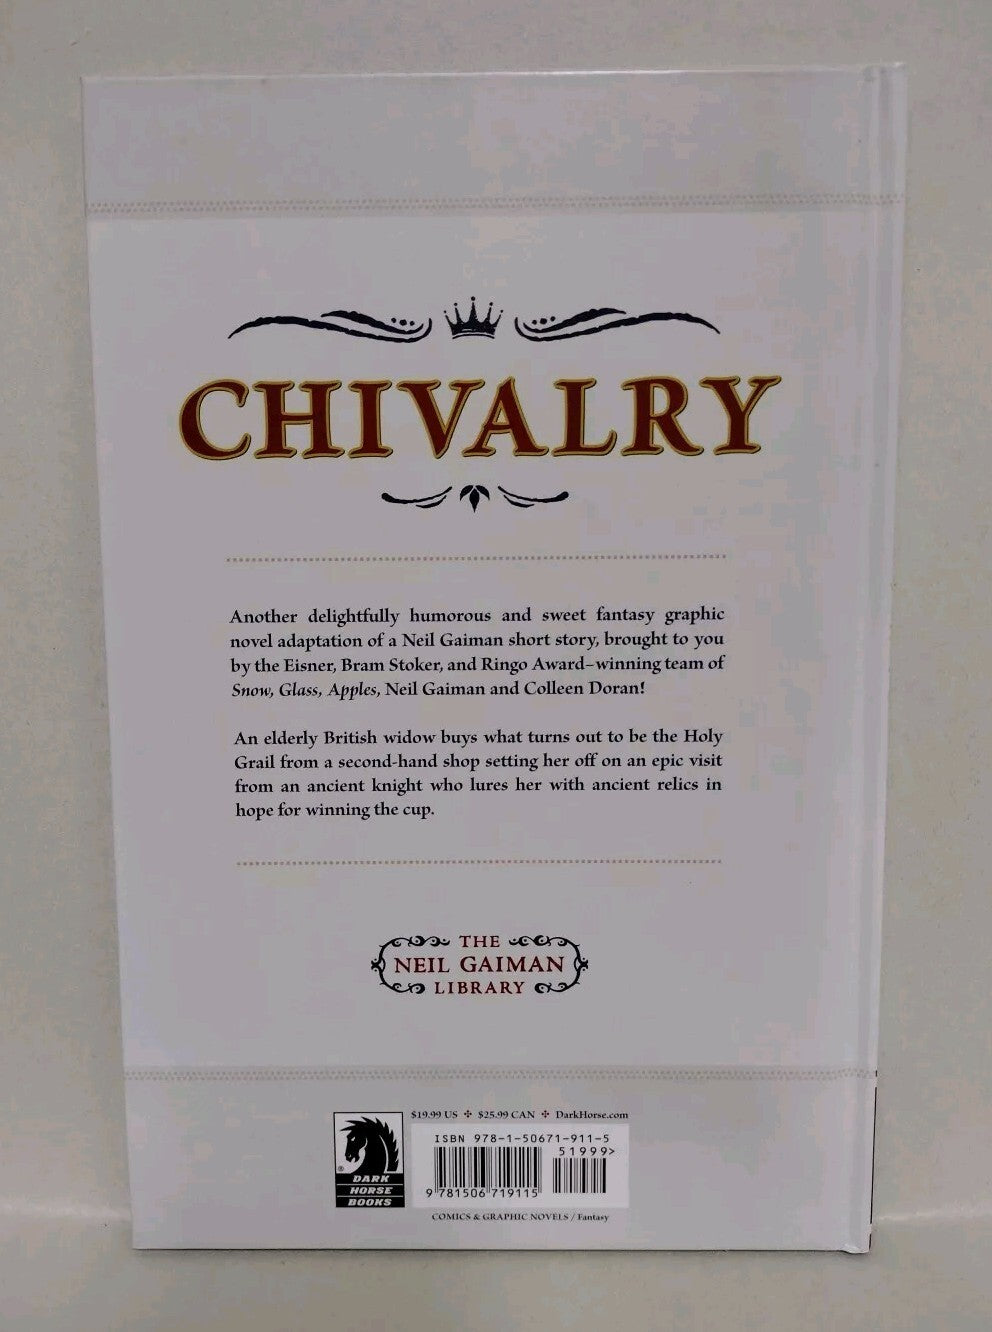 CHIVALRY
Another delightfully humorous and sweet fantasy graphic
novel adaptation of a Neil Gaiman short story, brought to you
by the Eisner, Bram Stoker, and Ringo Award–winning team of
Snow, Glass, Apples, Neil Gaiman and Colleen Doran!
An elderly British widow buys what turns out to be the Holy
Grail from a second-hand shop setting her off on an epic visit
from an ancient knight who lures her with ancient relics in
hope for winning the cup.
THE
NEIL GAIMAN
LIBRARY
$19.99 US ✣ $25.99 CAN ✣ DarkHorse.com
ISBN 978-1-50671-911-5
51999>
9 781506 719115
®
DARK
HORSE
BOOKS
COMICS & GRAPHIC NOVELS / Fantasy